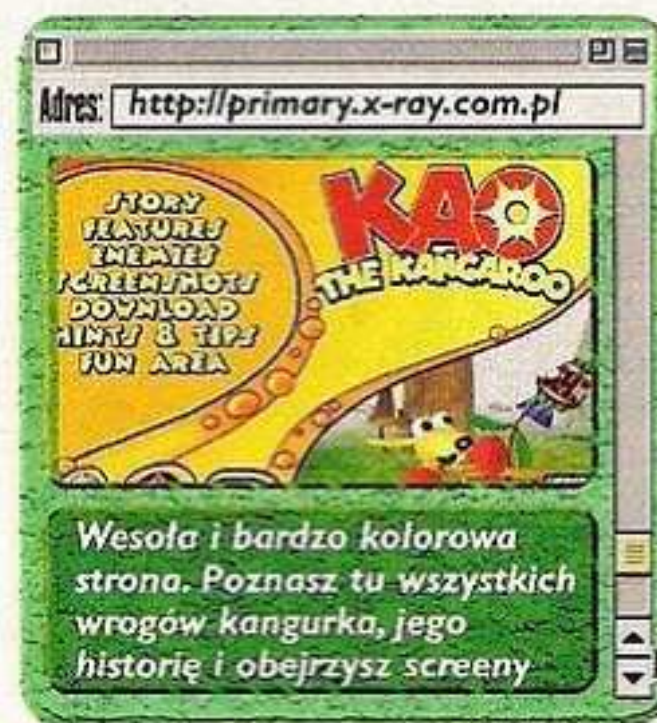 Adres: http://primary.x-ray.com.pl
STORY
FEATURES
ENEMIES
SCREENSHOTS
DOWNLOAD
HINTS & TIPS
FUN AREA
KAO
THE KANGAROO
Wesoła i bardzo kolorowa
strona. Poznasz tu wszystkich
wrogów kangurka, jego
historię i obejrzysz screeny